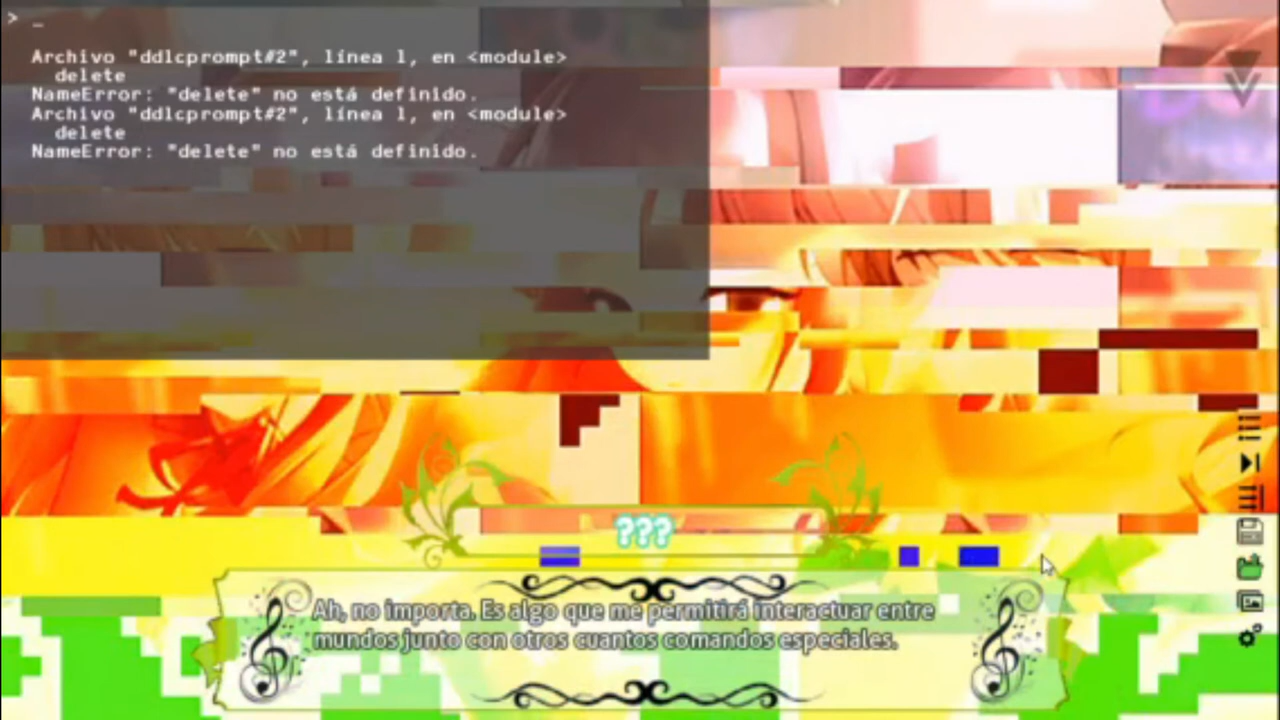 > _
Archivo "ddlcprompt#2", línea 1, en <module>
delete
NameError: "delete" no está definido.
Archivo "ddlcprompt#2", línea 1, en <module>
delete
NameError: "delete" no está definido.
???
Ah, no importa. Es algo que me permitirá interactuar entre
mundos junto con otros cuantos comandos especiales.